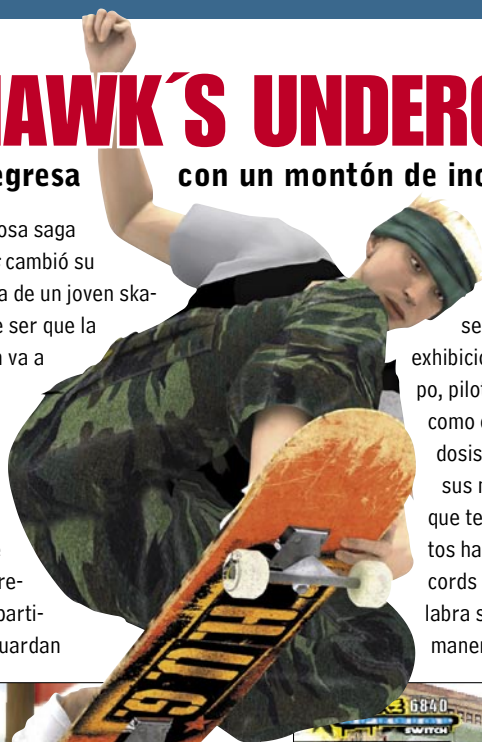 HAWK´S UNDERG
egresa con un montón de inc
osa saga
cambió su
a de un joven ska-
e ser que la
va a
re-
parti-
uardan
se
exhibicio
po, pilot
como
dosis
sus
que te
tos ha
cords
labra s
maner
T.H.U.G.
6840
SWITCH